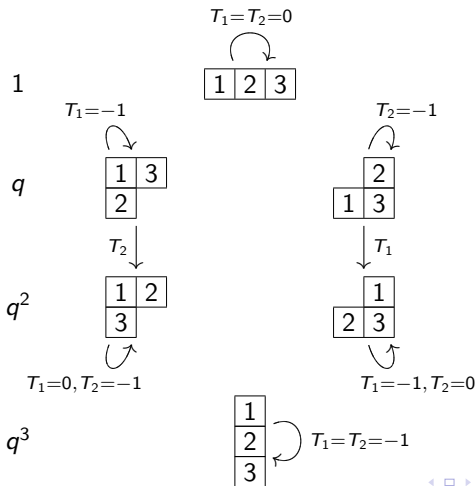 T₁=T₂=0
1
1 2 3
T₁=−1
T₂=−1
q
1 3
2
2
1 3
T₂
T₁
q²
1 2
3
1
2 3
T₁=0,T₂=−1
T₁=−1,T₂=0
q³
1
2
3
T₁=T₂=−1